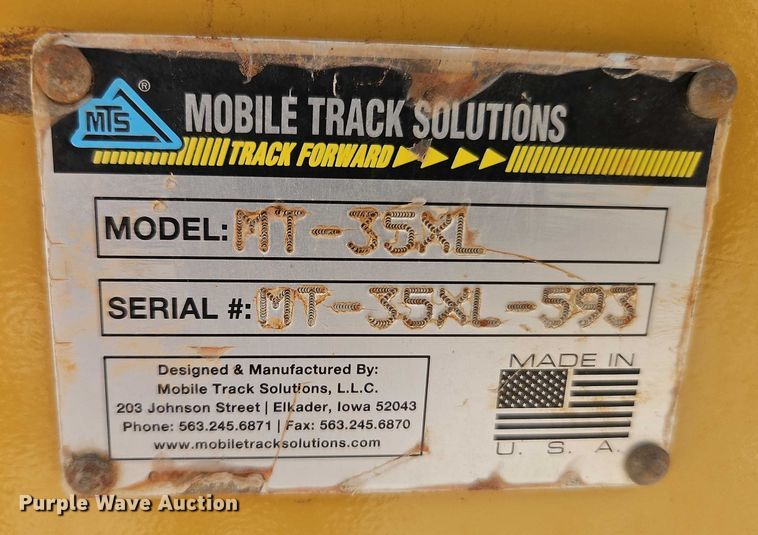 MTS ®
MOBILE TRACK SOLUTIONS
TRACK FORWARD
MODEL: MT-35XL
SERIAL #: MT-35XL-593
Designed & Manufactured By:
Mobile Track Solutions, L.L.C.
203 Johnson Street | Elkader, Iowa 52043
Phone: 563.245.6871 | Fax: 563.245.6870
www.mobiletracksolutions.com
MADE IN
U. S. A.
Purple Wave Auction